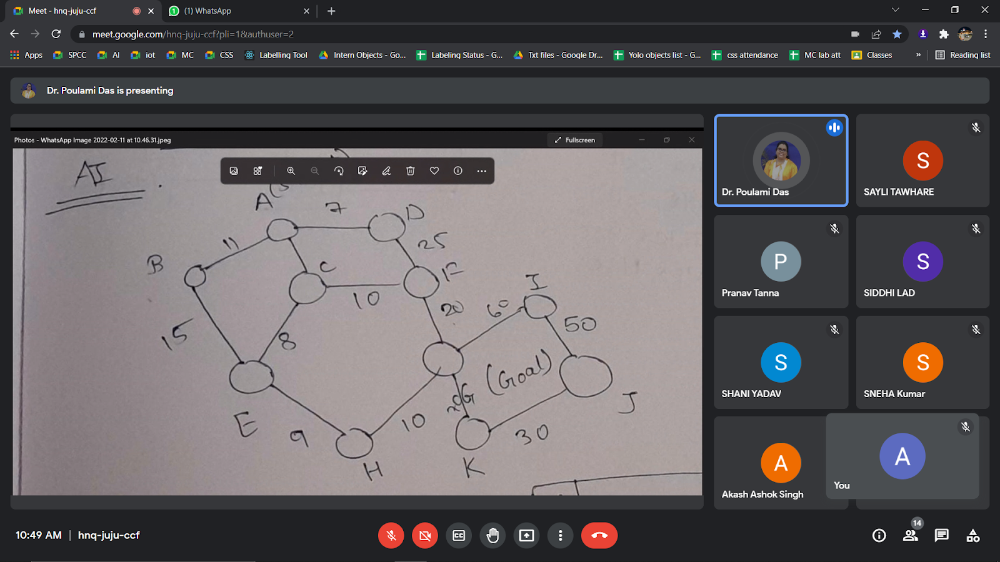 Meet - hnq-juju-ccf
(1) WhatsApp
meet.google.com/hnq-juju-ccf?pli=1&authuser=2
Apps SPCC AI iot MC CSS Labelling Tool Intern Objects - Go... Labeling Status - G... Txt files - Google Dr... Yolo objects list - G... css attendance MC lab att Classes » Reading list
Dr. Poulami Das is presenting
Photos - WhatsApp Image 2022-02-11 at 10.46.31.jpeg
Fullscreen
AI
A
7
D
11
25
B
C
F
I
10
20
60
50
15
8
G (Goal)
J
E
10
9
30
H
K
Dr. Poulami Das
SAYLI TAWHARE
P
S
S
Pranav Tanna
SIDDHI LAD
S
S
SHANI YADAV
SNEHA Kumar
A
A
You
Akash Ashok Singh
10:49 AM | hnq-juju-ccf
CC
14